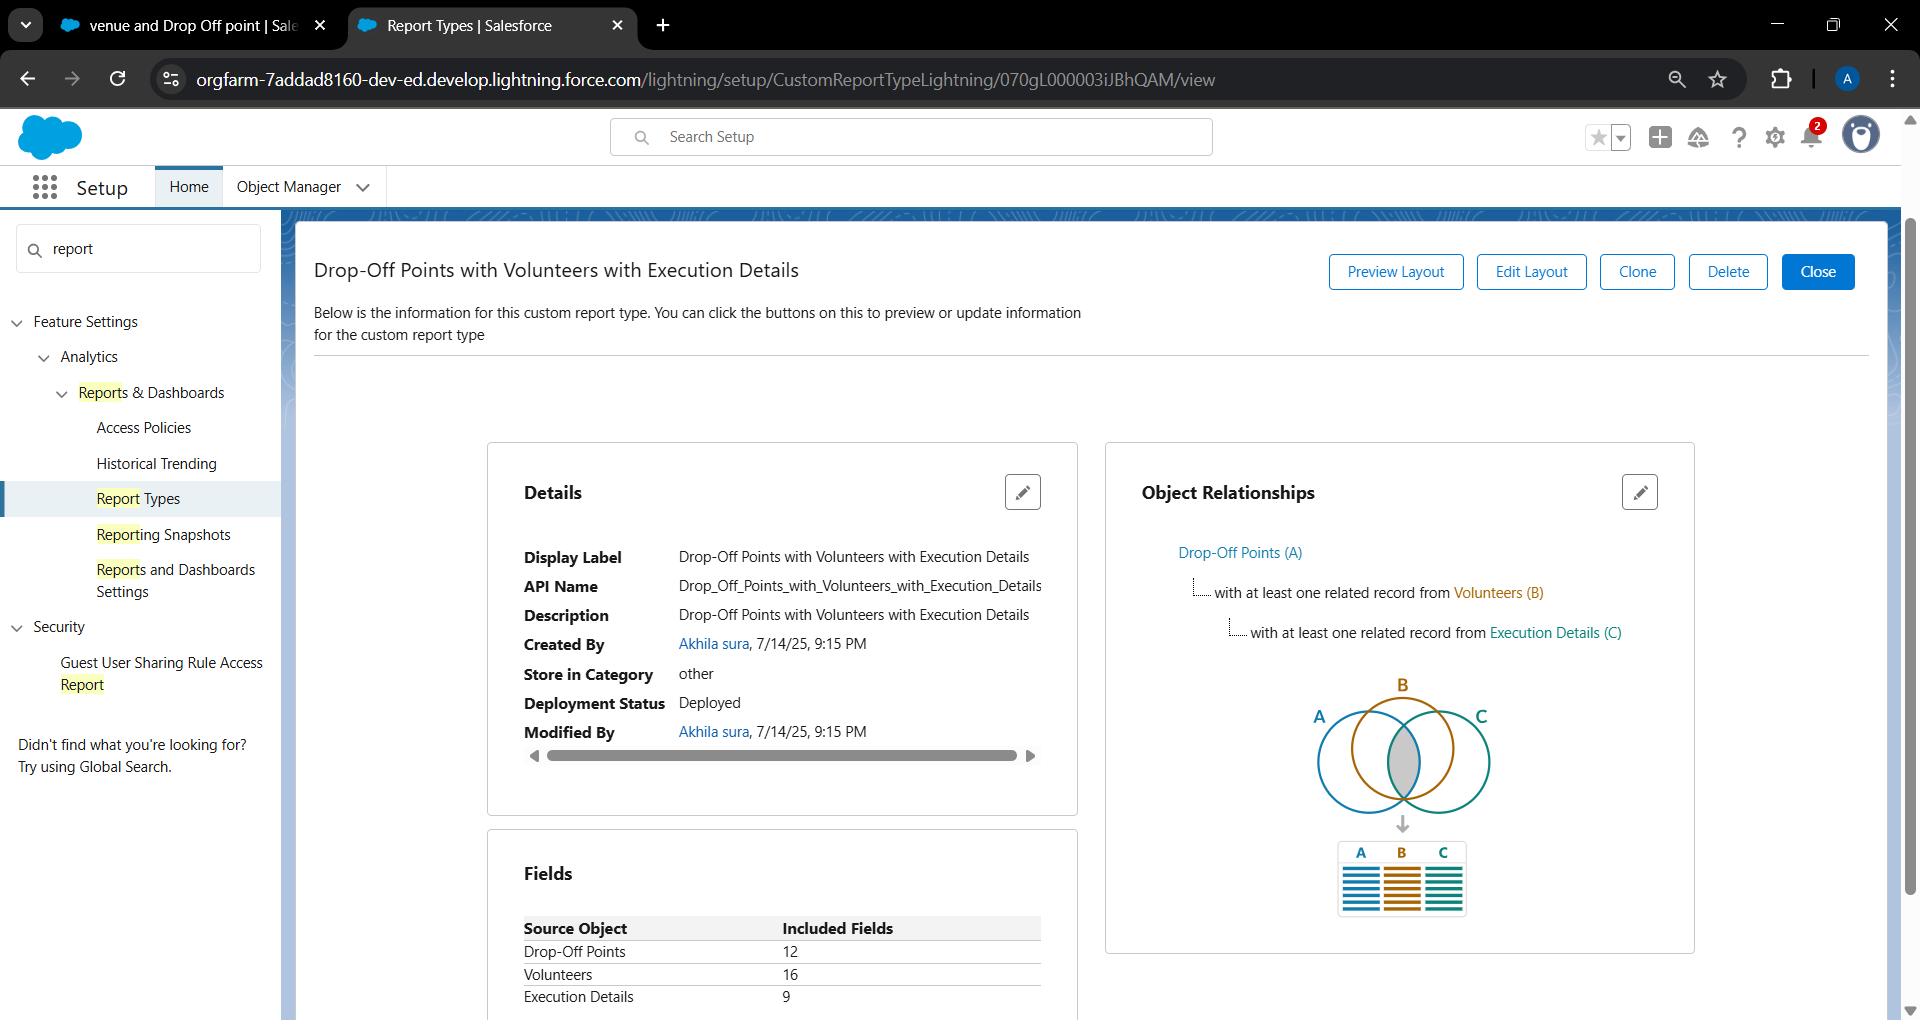 venue and Drop Off point | Sale
Report Types | Salesforce
orgfarm-7addad8160-dev-ed.develop.lightning.force.com/lightning/setup/CustomReportTypeLightning/070gL000003iJBhQAM/view
A
Search Setup
2
Setup
Home
Object Manager
report
Feature Settings
Analytics
Reports & Dashboards
Access Policies
Historical Trending
Report Types
Reporting Snapshots
Reports and Dashboards
Settings
Security
Guest User Sharing Rule Access
Report
Didn't find what you're looking for?
Try using Global Search.
Drop-Off Points with Volunteers with Execution Details
Preview Layout
Edit Layout
Clone
Delete
Close
Below is the information for this custom report type. You can click the buttons on this to preview or update information
for the custom report type
Details
Display Label Drop-Off Points with Volunteers with Execution Details
API Name Drop_Off_Points_with_Volunteers_with_Execution_Details
Description Drop-Off Points with Volunteers with Execution Details
Created By Akhila sura, 7/14/25, 9:15 PM
Store in Category other
Deployment Status Deployed
Modified By Akhila sura, 7/14/25, 9:15 PM
Fields
Source Object Included Fields
Drop-Off Points 12
Volunteers 16
Execution Details 9
Object Relationships
Drop-Off Points (A)
with at least one related record from Volunteers (B)
with at least one related record from Execution Details (C)
B
A C
A B C